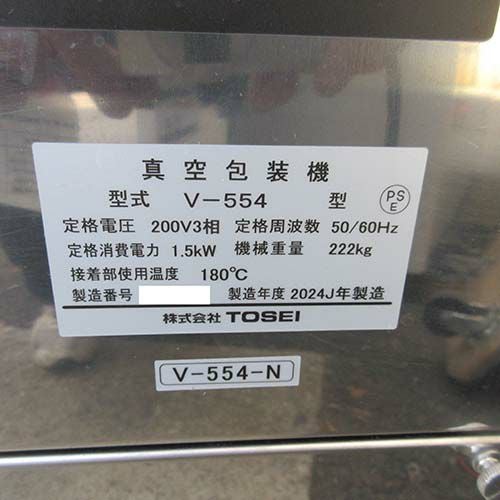 真空包装機
型式 V-554 型 PSE
定格電圧 200V3相 定格周波数 50/60Hz
定格消費電力 1.5kW 機械重量 222kg
接着部使用温度 180℃
製造番号 製造年度 2024J年製造
株式会社 TOSEI
V-554-N